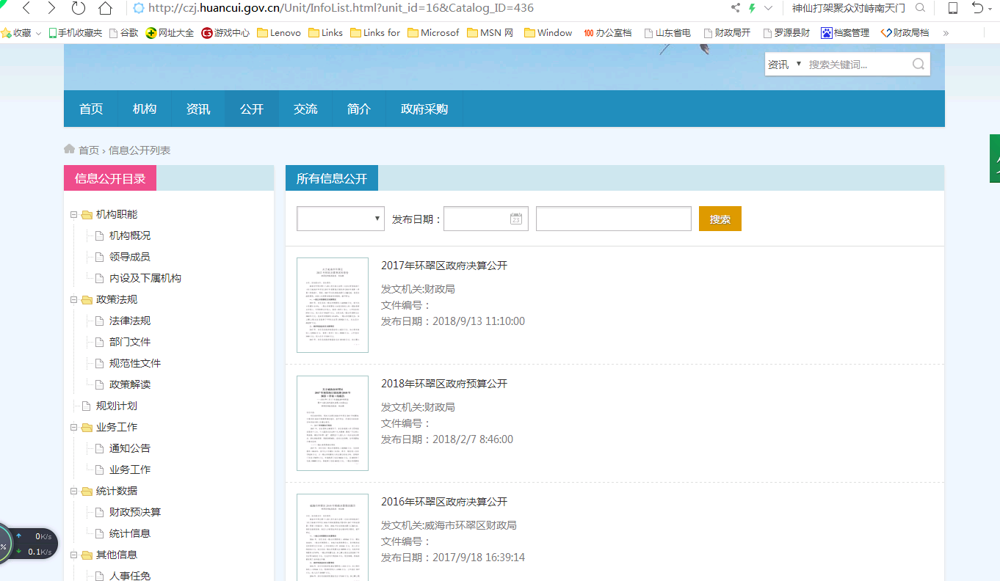 http://czj.huancui.gov.cn/Unit/InfoList.html?unit_id=16&Catalog_ID=436
神仙打架聚众对峙南天门
收藏 手机收藏夹 谷歌 网址大全 游戏中心 Lenovo Links Links for Microsof MSN 网 Window 100 办公室档 山东省电 财政局开 罗源县财 档案管理 财政局档 »
资讯 搜索关键词...
首页 机构 资讯 公开 交流 简介 政府采购
首页 › 信息公开列表
信息公开目录
机构职能
机构概况
领导成员
内设及下属机构
政策法规
法律法规
部门文件
规范性文件
政策解读
规划计划
业务工作
通知公告
业务工作
统计数据
财政预决算
统计信息
其他信息
人事任免
所有信息公开
发布日期： 23 搜索
2017年环翠区政府决算公开
发文机关:财政局
文件编号：
发布日期：2018/9/13 11:10:00
2018年环翠区政府预算公开
发文机关:财政局
文件编号：
发布日期：2018/2/7 8:46:00
2016年环翠区政府决算公开
发文机关:威海市环翠区财政局
文件编号：
发布日期：2017/9/18 16:39:14
% 0K/s
0.1K/s